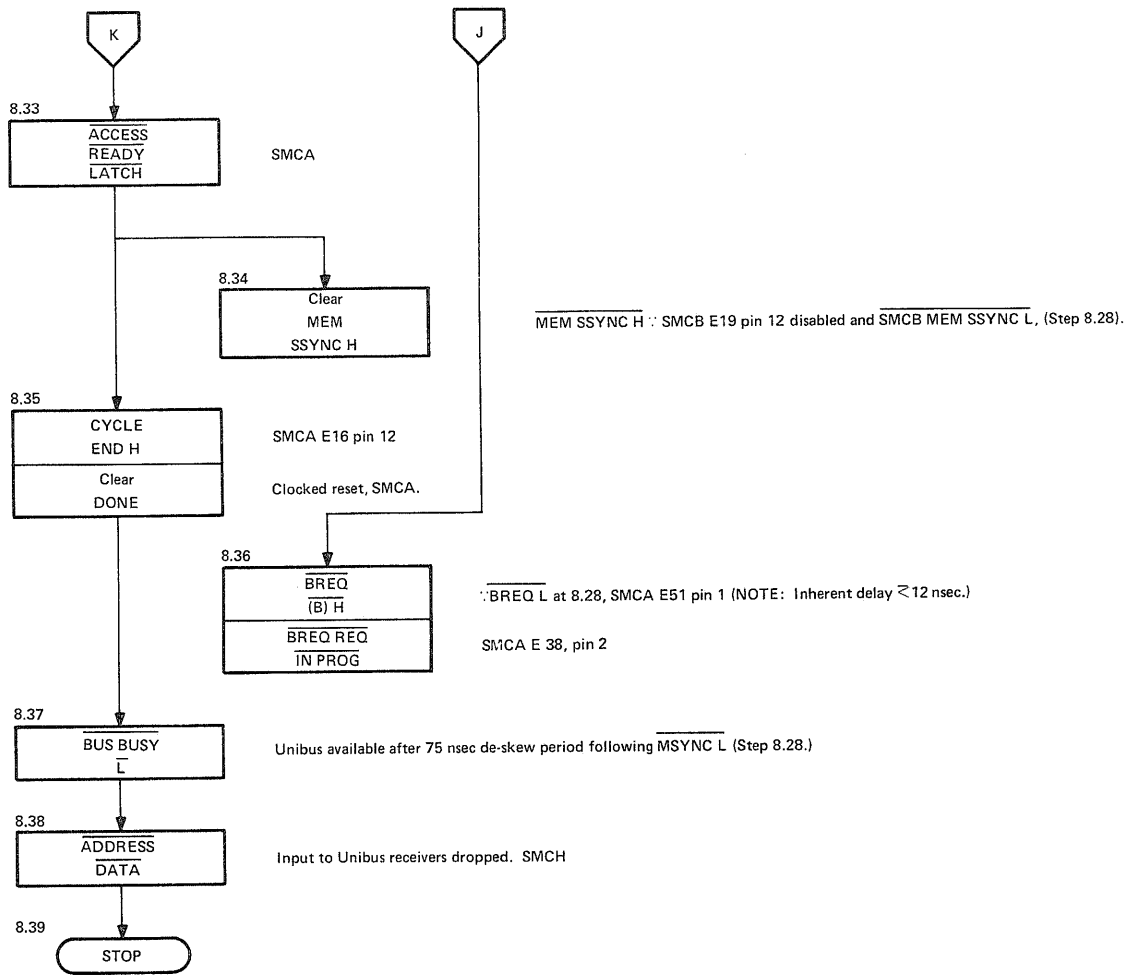 K
J
8.33
ACCESS
READY
LATCH
SMCA
8.34
Clear
MEM
SSYNC H
MEM SSYNC H ∵ SMCB E19 pin 12 disabled and SMCB MEM SSYNC L, (Step 8.28).
8.35
CYCLE
END H
SMCA E16 pin 12
Clear
DONE
Clocked reset, SMCA.
8.36
BREQ
(B) H
∵ BREQ L at 8.28, SMCA E51 pin 1 (NOTE: Inherent delay ≷ 12 nsec.)
BREQ REQ
IN PROG
SMCA E 38, pin 2
8.37
BUS BUSY
L
Unibus available after 75 nsec de-skew period following MSYNC L (Step 8.28.)
8.38
ADDRESS
DATA
Input to Unibus receivers dropped. SMCH
8.39
STOP